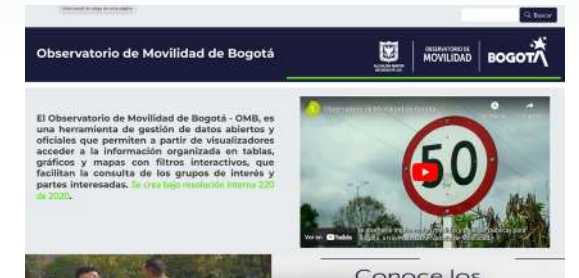 Buscar
Observatorio de Movilidad de Bogotá
OBSERVATORIO DE
MOVILIDAD
BOGOTÁ
El Observatorio de Movilidad de Bogotá - OMB, es
una herramienta de gestión de datos abiertos y
oficiales que permiten a partir de visualizadores
acceder a la información organizada en tablas,
gráficos y mapas con filtros interactivos, que
facilitan la consulta de los grupos de interés y
partes interesadas. Se crea bajo resolución interna 220
de 2020.
Observatorio de Movilidad de Bogotá
50
Ver en YouTube
Conoce los